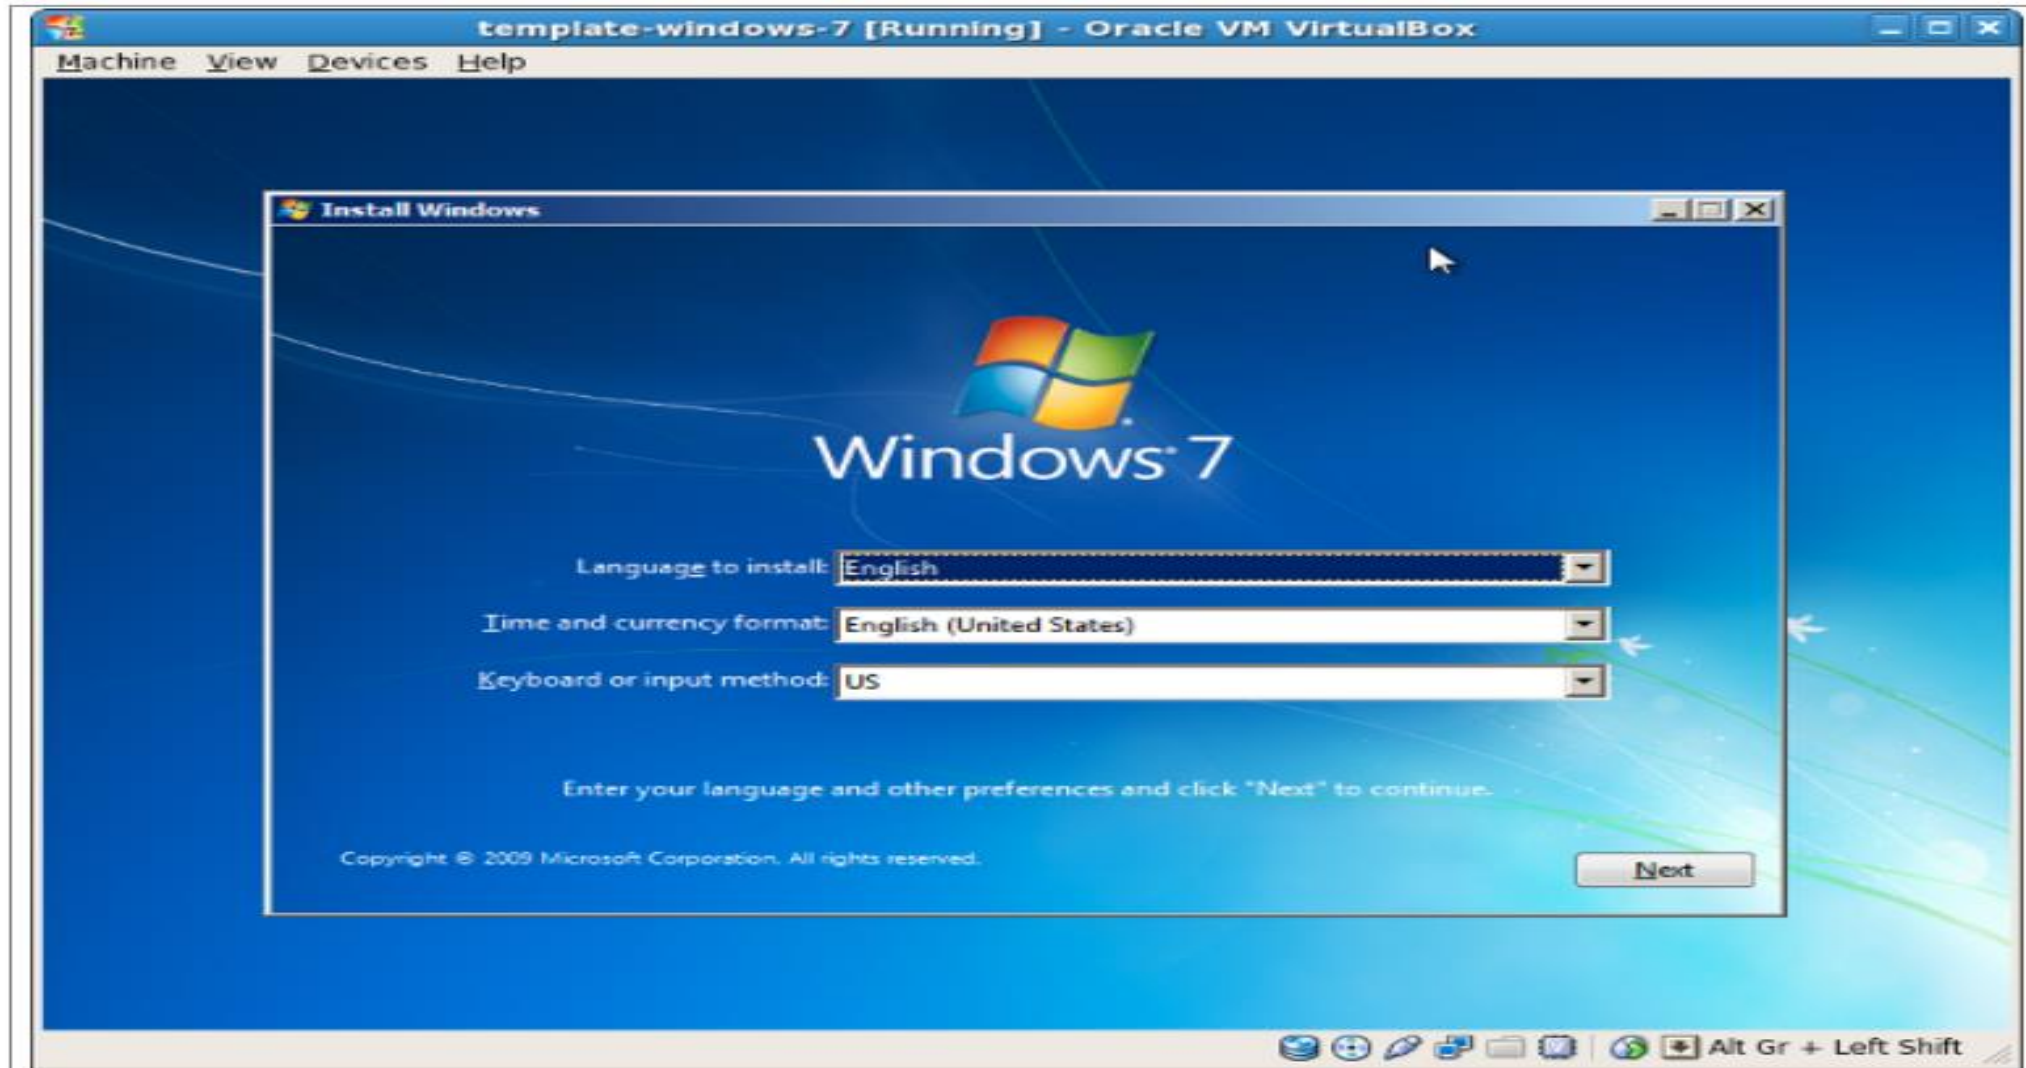 template-windows-7 [Running] - Oracle VM VirtualBox
Machine View Devices Help
Install Windows
Windows 7
Language to install: English
Time and currency format: English (United States)
Keyboard or input method: US
Enter your language and other preferences and click "Next" to continue.
Copyright © 2009 Microsoft Corporation. All rights reserved.
Next
Alt Gr + Left Shift